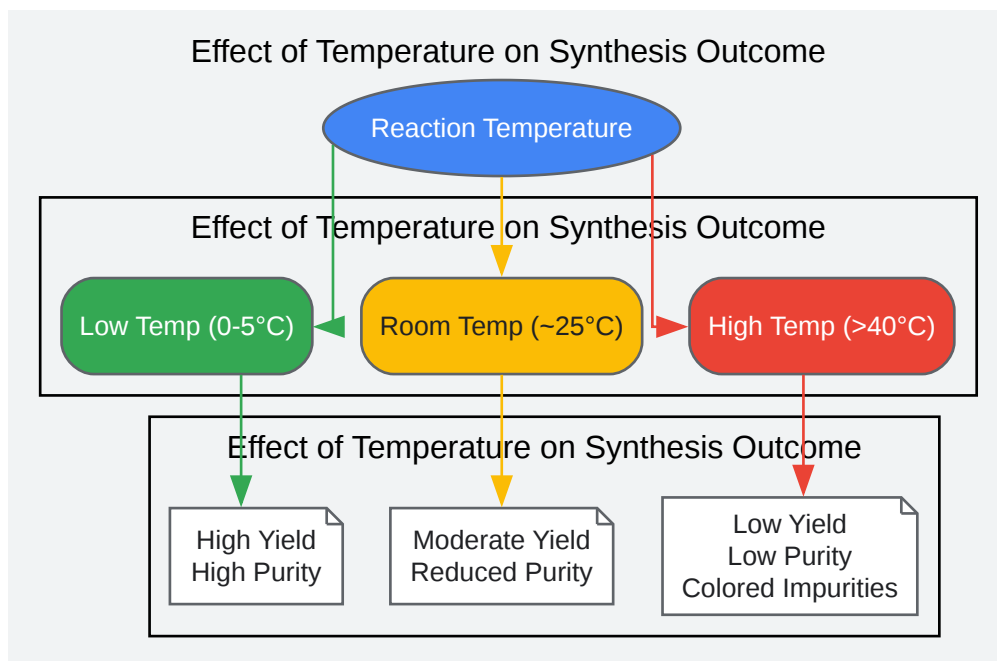 Effect of Temperature on Synthesis Outcome
Reaction Temperature
Effect of Temperature on Synthesis Outcome
Low Temp (0-5°C)
Room Temp (~25°C)
High Temp (>40°C)
Effect of Temperature on Synthesis Outcome
High Yield
High Purity
Moderate Yield
Reduced Purity
Low Yield
Low Purity
Colored Impurities